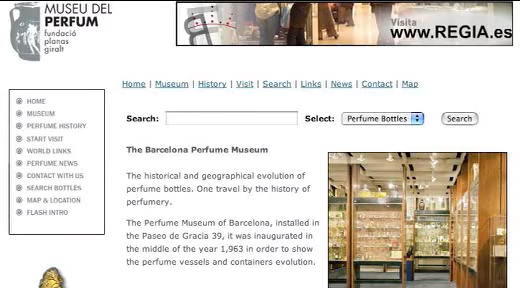 MUSEU DEL
PERFUM
fundació
planas
giralt
Visita
www.REGIA.es
Home | Museum | History | Visit | Search | Links | News | Contact | Map
Search: Select: Perfume Bottles Search
HOME
MUSEUM
PERFUME HISTORY
START VISIT
WORLD LINKS
PERFUME NEWS
CONTACT WITH US
SEARCH BOTTLES
MAP & LOCATION
FLASH INTRO
The Barcelona Perfume Museum
The historical and geographical evolution of
perfume bottles. One travel by the history of
perfumery.
The Perfume Museum of Barcelona, installed in
the Paseo de Gracia 39, it was inaugurated in
the middle of the year 1,963 in order to show
the perfume vessels and containers evolution.